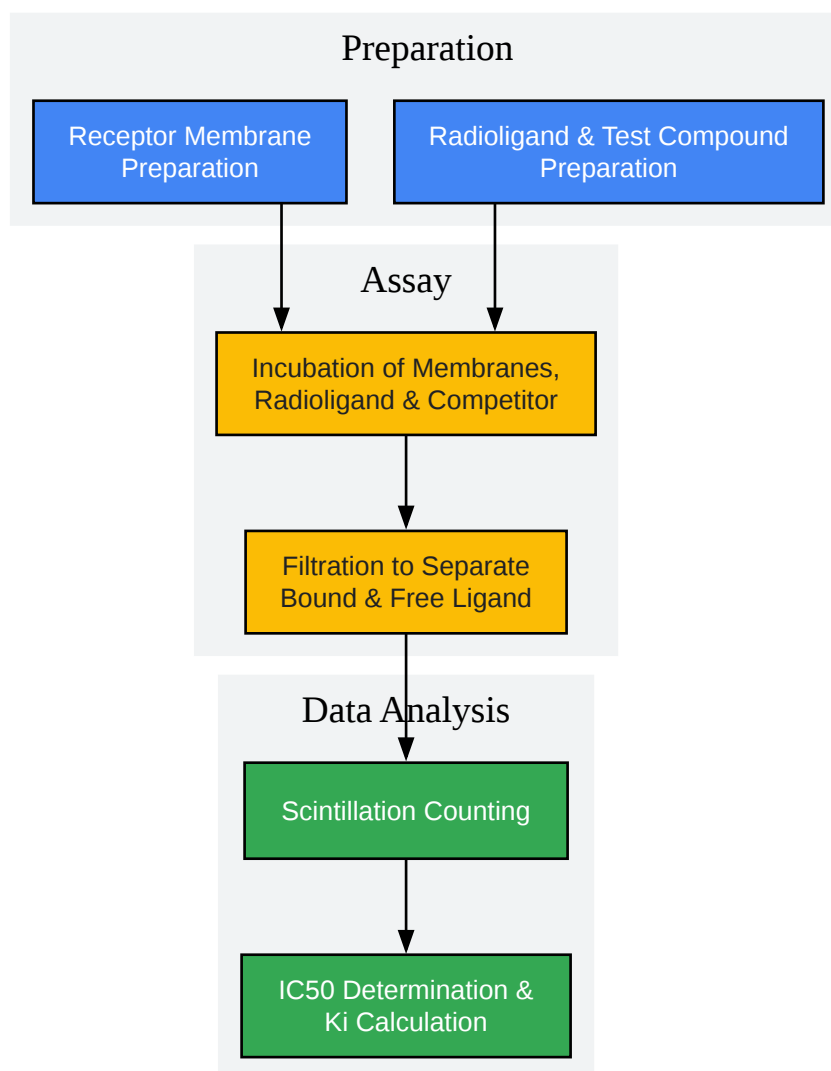 Preparation
Receptor Membrane
Preparation
Radioligand & Test Compound
Preparation
Assay
Incubation of Membranes,
Radioligand & Competitor
Filtration to Separate
Bound & Free Ligand
Data Analysis
Scintillation Counting
IC50 Determination &
Ki Calculation